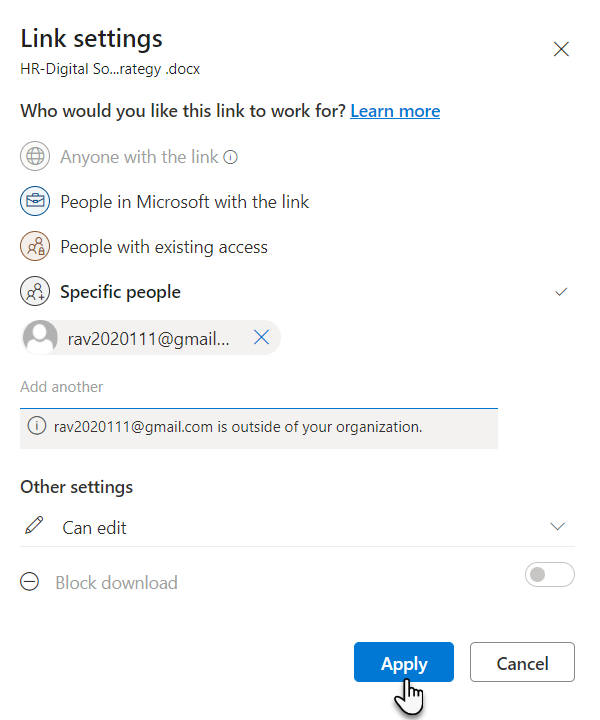 Link settings
HR-Digital So...rategy .docx
Who would you like this link to work for? Learn more
Anyone with the link
People in Microsoft with the link
People with existing access
Specific people
rav2020111@gmail...
Add another
rav2020111@gmail.com is outside of your organization.
Other settings
Can edit
Block download
Apply
Cancel